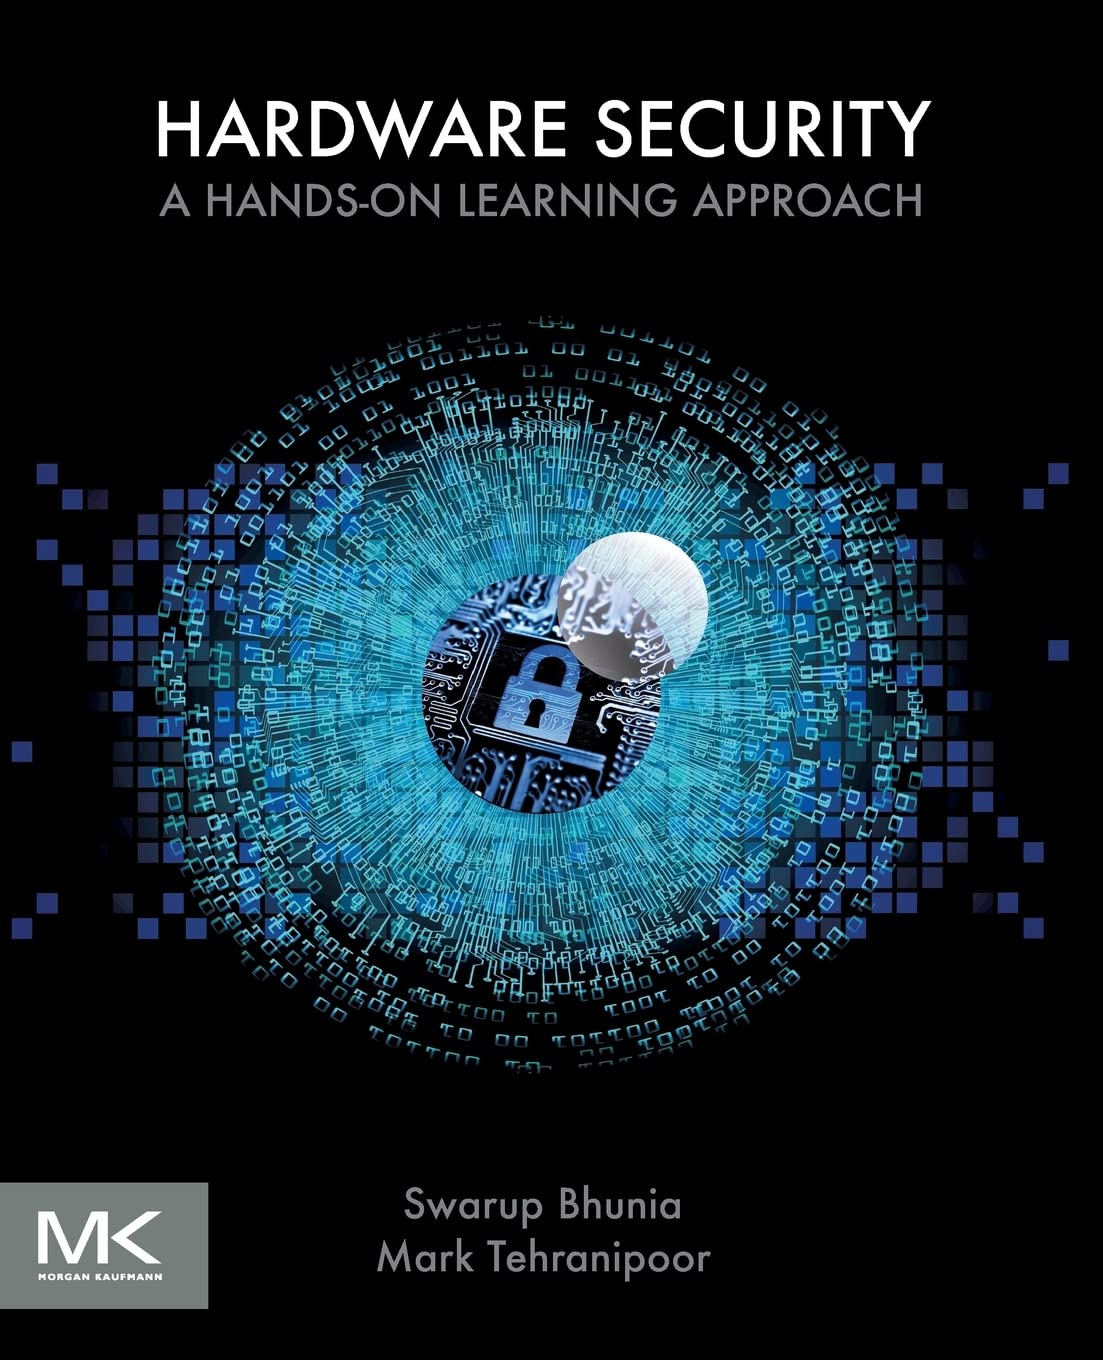 HARDWARE SECURITY
A HANDS-ON LEARNING APPROACH
Swarup Bhunia
Mark Tehranipoor
MK
MORGAN KAUFMANN